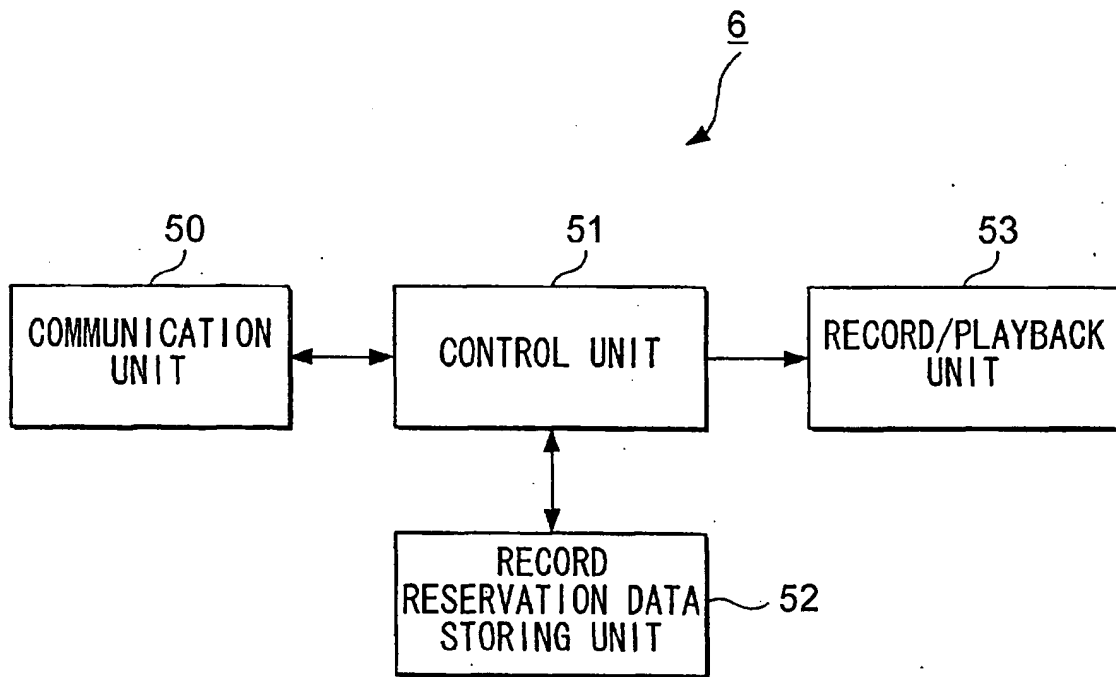 6
50
51
53
COMMUNICATION
UNIT
CONTROL UNIT
RECORD/PLAYBACK
UNIT
RECORD
RESERVATION DATA
STORING UNIT
52